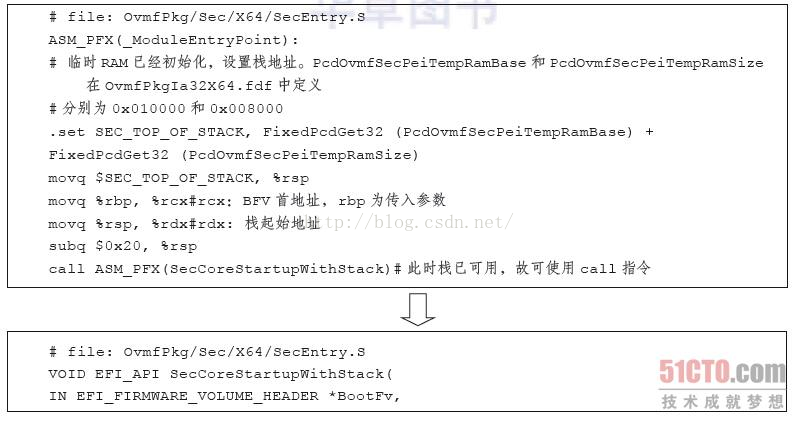 华章图书
# file: OvmfPkg/Sec/X64/SecEntry.S
ASM_PFX(_ModuleEntryPoint):
# 临时 RAM 已经初始化，设置栈地址。PcdOvmfSecPeiTempRamBase 和 PcdOvmfSecPeiTempRamSize
在 OvmfPkgIa32X64.fdf 中定义
# 分别为 0x010000 和 0x008000
.set SEC_TOP_OF_STACK, FixedPcdGet32 (PcdOvmfSecPeiTempRamBase) +
FixedPcdGet32 (PcdOvmfSecPeiTempRamSize)
movq $SEC_TOP_OF_STACK, %rsp
movq %rbp, %rcx#rcx: BFV 首地址, rbp 为传入参数
movq %rsp, %rdx#rdx: 栈起始地址
http://blog.csdn.net/
subq $0x20, %rsp
call ASM_PFX(SecCoreStartupWithStack)# 此时栈已可用，故可使用 call 指令
# file: OvmfPkg/Sec/X64/SecEntry.S
VOID EFI_API SecCoreStartupWithStack(
IN EFI_FIRMWARE_VOLUME_HEADER *BootFv,
51CTO.com
技术成就梦想